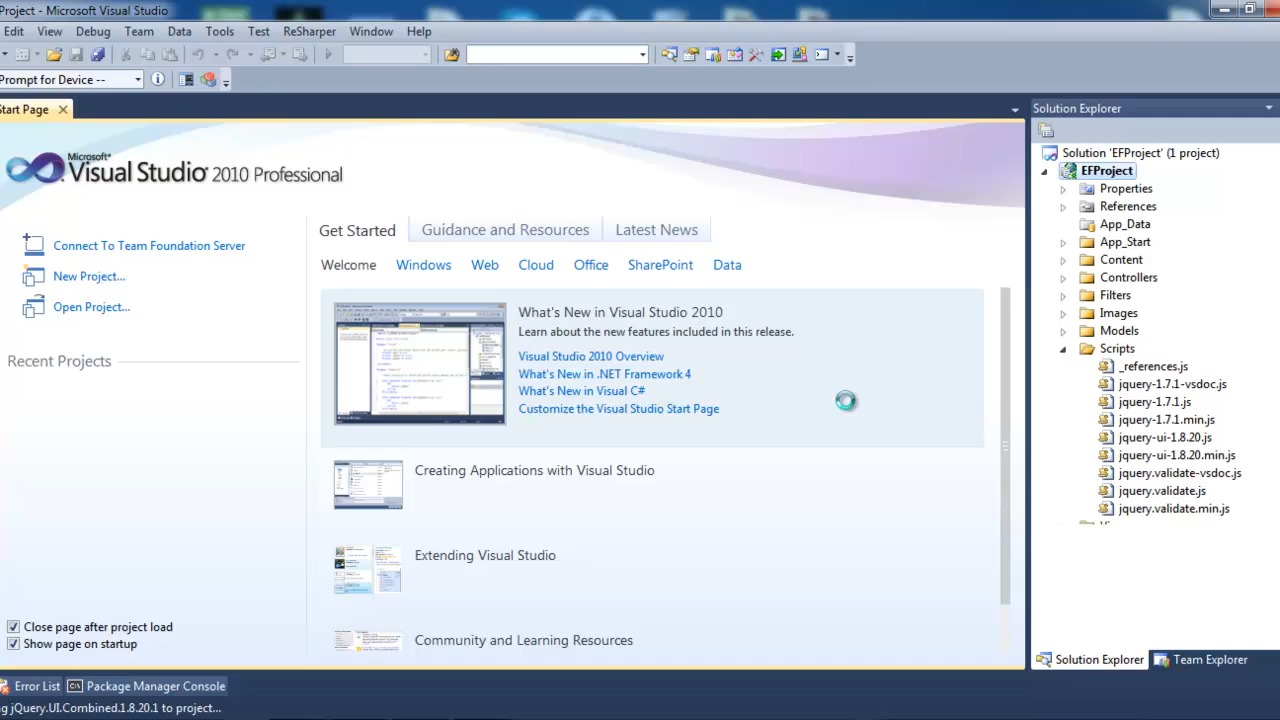 Project - Microsoft Visual Studio
Edit View Debug Team Data Tools Test ReSharper Window Help
Prompt for Device --
Start Page
Solution Explorer
Microsoft®
Visual Studio® 2010 Professional
Solution 'EFProject' (1 project)
EFProject
Properties
References
App_Data
App_Start
Content
Controllers
Filters
Images
Models
Scripts
_references.js
jquery-1.7.1-vsdoc.js
jquery-1.7.1.js
jquery-1.7.1.min.js
jquery-ui-1.8.20.js
jquery-ui-1.8.20.min.js
jquery.validate-vsdoc.js
jquery.validate.js
jquery.validate.min.js
Connect To Team Foundation Server
New Project...
Open Project...
Recent Projects
Get Started Guidance and Resources Latest News
Welcome Windows Web Cloud Office SharePoint Data
What's New in Visual Studio 2010
Learn about the new features included in this release.
Visual Studio 2010 Overview
What's New in .NET Framework 4
What's New in Visual C#
Customize the Visual Studio Start Page
Creating Applications with Visual Studio
Extending Visual Studio
Community and Learning Resources
Close page after project load
Show page on startup
Solution Explorer Team Explorer
Error List Package Manager Console
g jQuery.UI.Combined.1.8.20.1 to project...